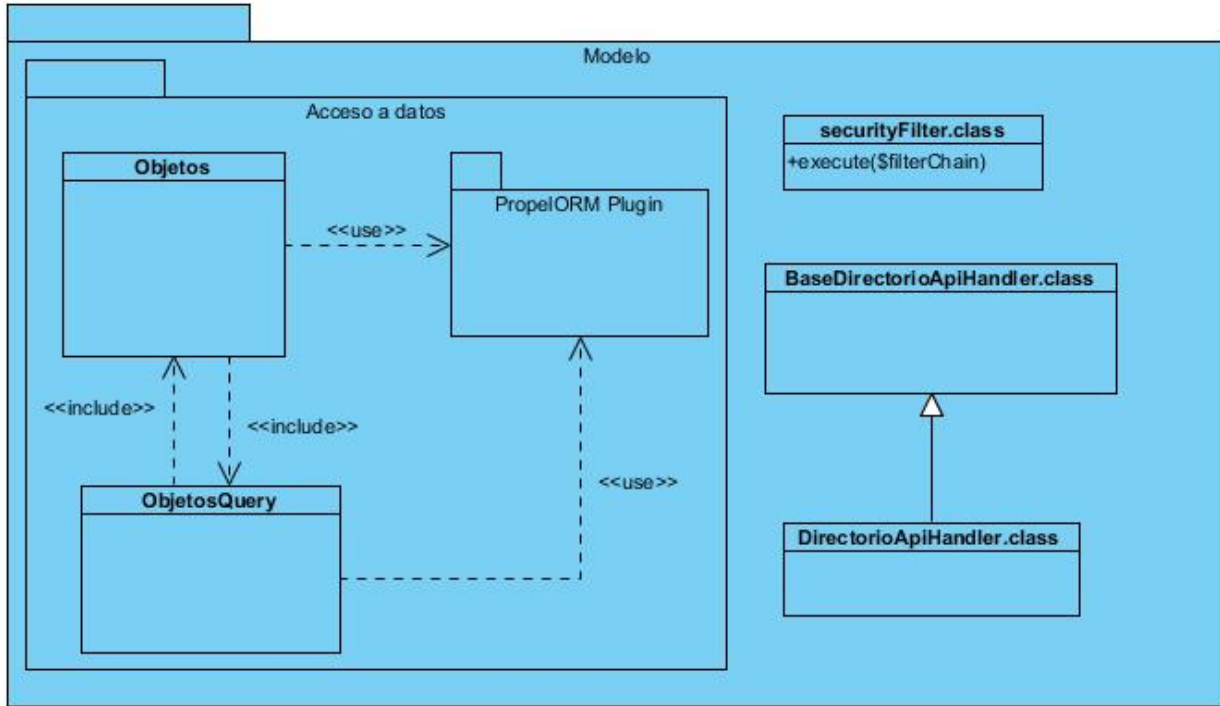 Modelo
Acceso a datos
securityFilter.class
+execute($filterChain)
Objetos
PropelORM Plugin
<<use>>
BaseDirectorioApiHandler.class
<<include>>
<<include>>
<<use>>
ObjetosQuery
DirectorioApiHandler.class